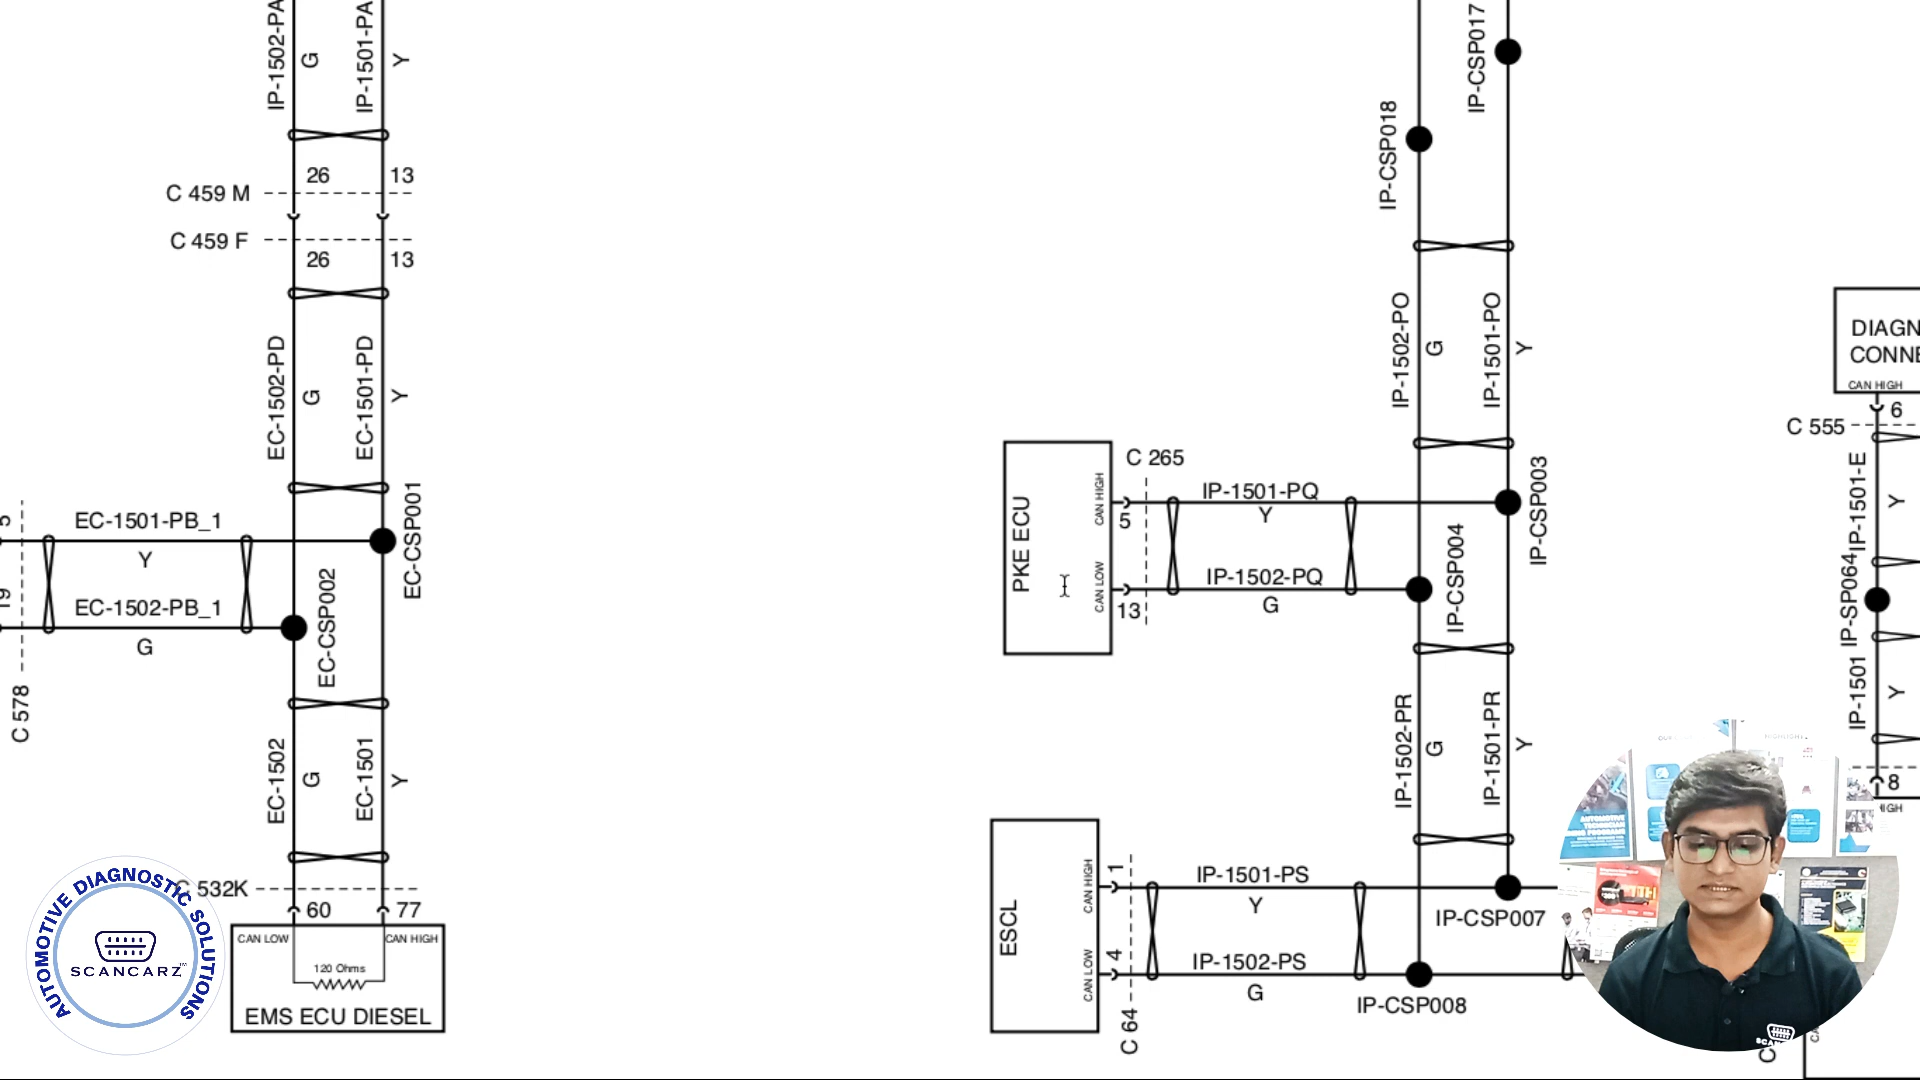 IP-1502-PA
G
IP-1501-PA
Y
26
13
C 459 M
C 459 F
26
13
EC-1502-PD
G
EC-1501-PD
Y
5
EC-1501-PB_1
Y
19
EC-1502-PB_1
G
C 578
EC-CSP001
EC-CSP002
EC-1502
G
EC-1501
Y
532K
60
77
CAN LOW
CAN HIGH
120 Ohms
EMS ECU DIESEL
AUTOMOTIVE DIAGNOSTIC SOLUTIONS
SCANCARZ™
IP-CSP017
IP-CSP018
IP-1502-PO
G
IP-1501-PO
Y
PKE ECU
CAN HIGH
CAN LOW
C 265
5
IP-1501-PQ
Y
13
IP-1502-PQ
G
IP-CSP003
IP-CSP004
IP-1502-PR
G
IP-1501-PR
Y
ESCL
CAN HIGH
CAN LOW
1
IP-1501-PS
Y
4
IP-1502-PS
G
C 64
IP-CSP007
IP-CSP008
DIAGN
CONNE
CAN HIGH
6
C 555
IP-1501-E
Y
IP-SP064
IP-1501
Y
8
HIGH